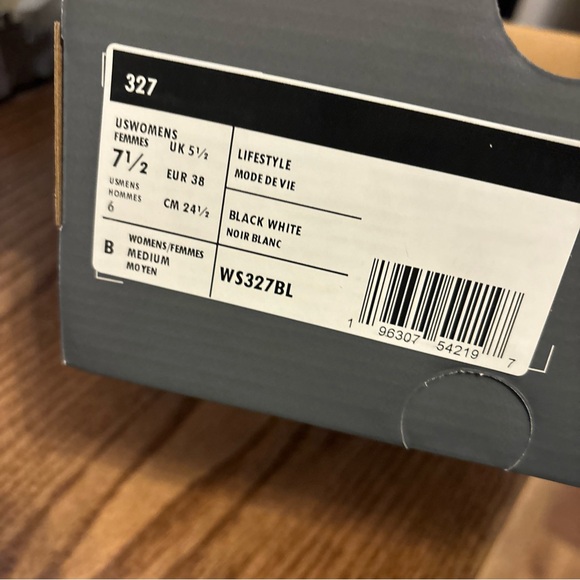 327
USWOMENS
FEMMES
7½
UK 5½
EUR 38
USMENS
HOMMES
6
CM 24½
LIFESTYLE
MODE DE VIE
BLACK WHITE
NOIR BLANC
B
WOMENS/FEMMES
MEDIUM
MOYEN
WS327BL
1 96307 54219 7